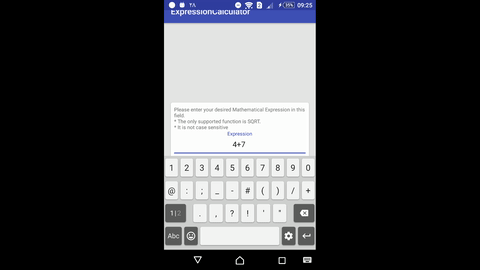 ۲۸ 35% 09:25
ExpressionCalculator
Please enter your desired Mathematical Expression in this
field.
* The only supported function is SQRT.
* It is not case sensitive
Expression
4+7
1 2 3 4 5 6 7 8 9 0
@ : ; _ - # ( ) / +
1|2 . , ? ! ' "
Abc